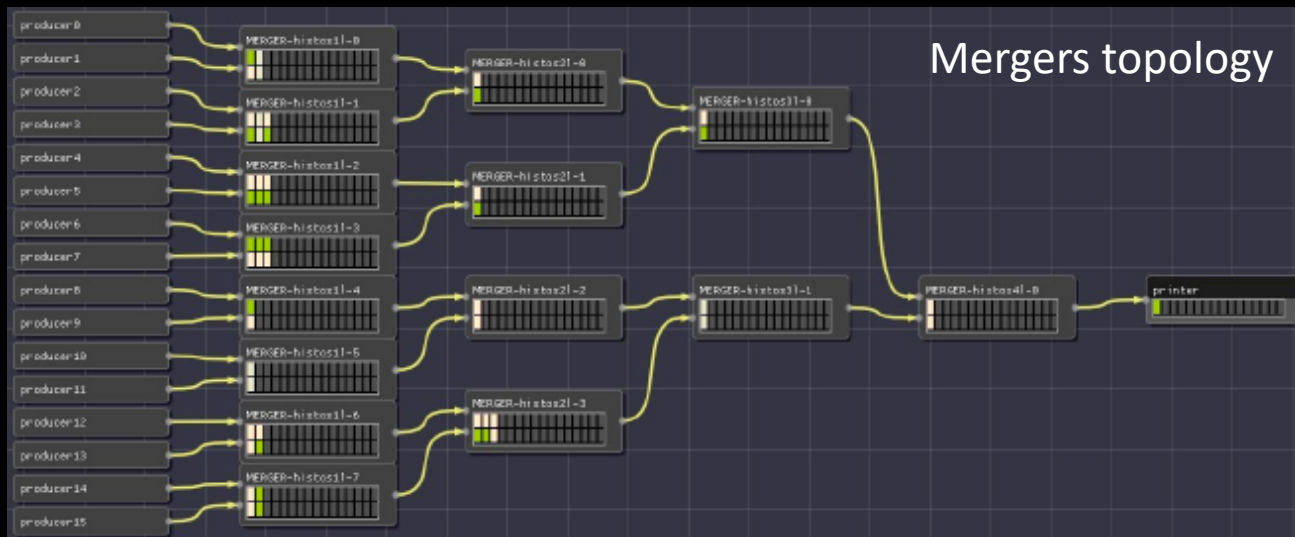 Mergers topology
producer0
producer1
producer2
producer3
producer4
producer5
producer6
producer7
producer8
producer9
producer10
producer11
producer12
producer13
producer14
producer15
MERGER-histos1l-0
MERGER-histos1l-1
MERGER-histos1l-2
MERGER-histos1l-3
MERGER-histos1l-4
MERGER-histos1l-5
MERGER-histos1l-6
MERGER-histos1l-7
MERGER-histos2l-0
MERGER-histos2l-1
MERGER-histos2l-2
MERGER-histos2l-3
MERGER-histos3l-0
MERGER-histos3l-1
MERGER-histos4l-0
printer